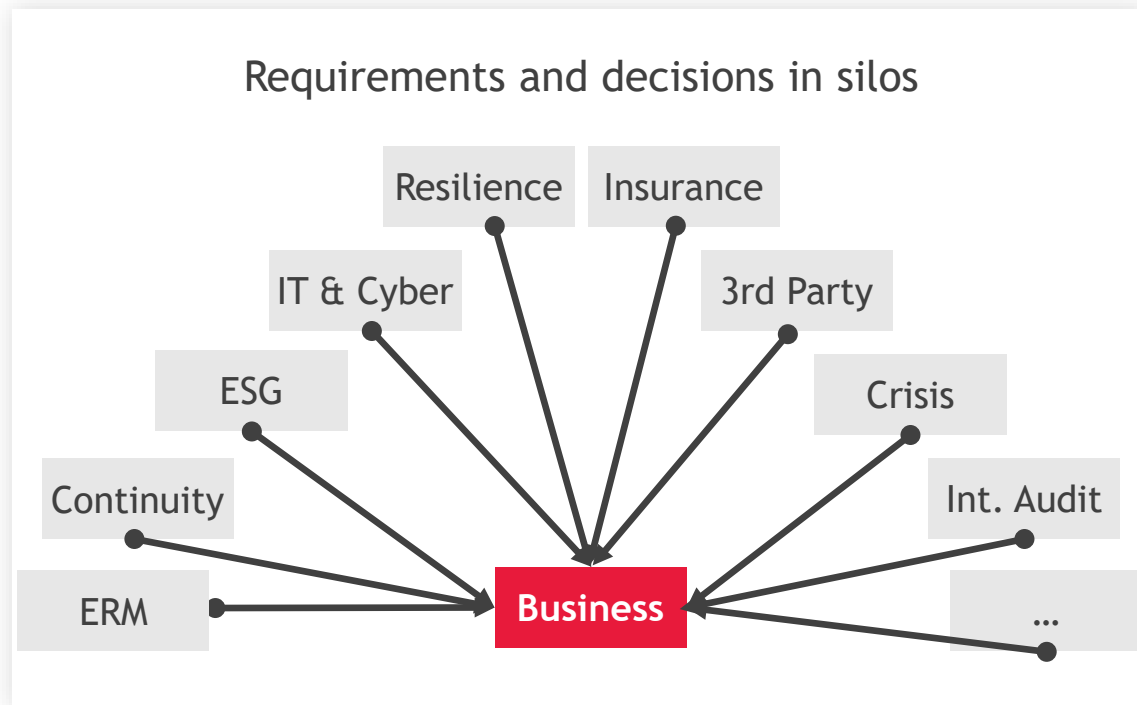 Requirements and decisions in silos
Resilience
Insurance
IT & Cyber
3rd Party
ESG
Crisis
Continuity
Int. Audit
ERM
Business
...